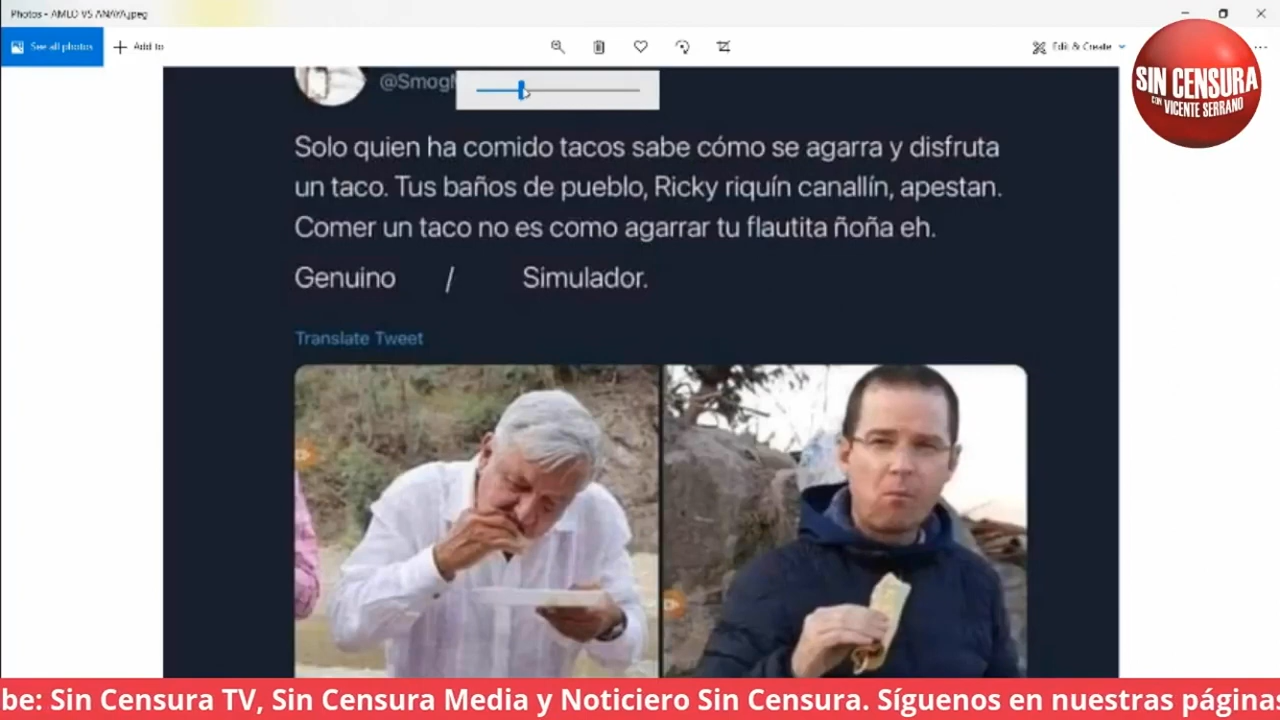 Photos - AMLO VS ANAYA.jpeg
See all photos
Add to
Edit & Create
SIN CENSURA
CON
VICENTE SERRANO
@Smog
Solo quien ha comido tacos sabe cómo se agarra y disfruta
un taco. Tus baños de pueblo, Ricky riquín canallín, apestan.
Comer un taco no es como agarrar tu flautita ñoña eh.
Genuino / Simulador.
Translate Tweet
be: Sin Censura TV, Sin Censura Media y Noticiero Sin Censura. Síguenos en nuestras páginas